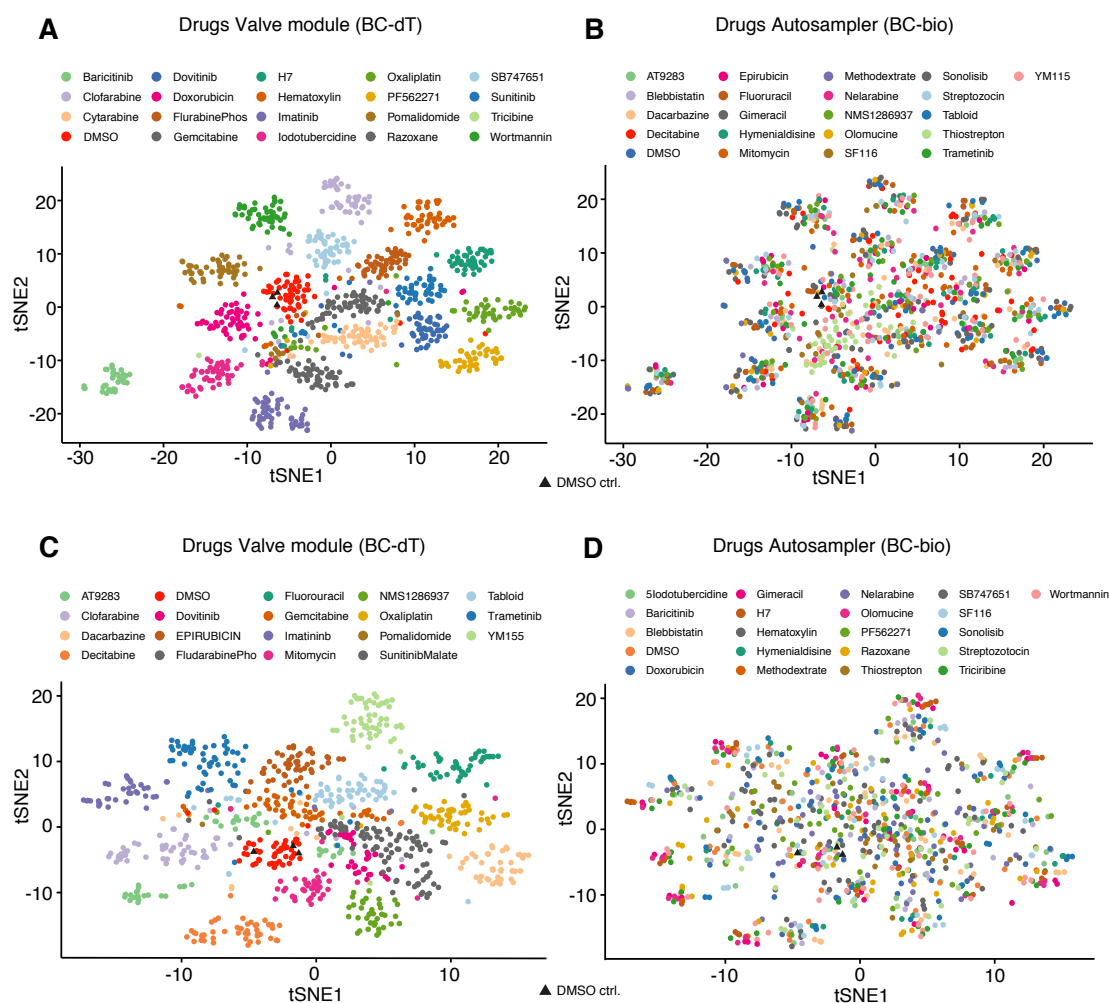 A Drugs Valve module (BC-dT)
Baricitinib Dovitinib H7 Oxaliplatin SB747651
Clofarabine Doxorubicin Hematoxylin PF562271 Sunitinib
Cytarabine FlurabinePhos Imatinib Pomalidomide Tricibine
DMSO Gemcitabine Iodotubercidine Razoxane Wortmannin
tSNE2
20
10
0
-10
-20
-30 -20 -10 0 10 20
tSNE1
B Drugs Autosampler (BC-bio)
AT9283 Epirubicin Methodextrate Sonolisib YM115
Blebbistatin Fluoruracil Nelarabine Streptozocin
Dacarbazine Gimeracil NMS1286937 Tabloid
Decitabine Hymenialdisine Olomucine Thiostrepton
DMSO Mitomycin SF116 Trametinib
tSNE2
20
10
0
-10
-20
-30 -20 -10 0 10 20
tSNE1
DMSO ctrl.
C Drugs Valve module (BC-dT)
AT9283 DMSO Fluorouracil NMS1286937 Tabloid
Clofarabine Dovitinib Gemcitabine Oxaliplatin Trametinib
Dacarbazine EPIRUBICIN Imatininib Pomalidomide YM155
Decitabine FludarabinePho Mitomycin SunitinibMalate
tSNE2
20
10
0
-10
-10 0 10
tSNE1
D Drugs Autosampler (BC-bio)
5Iodotubercidine Gimeracil Nelarabine SB747651 Wortmannin
Baricitinib H7 Olomucine SF116
Blebbistatin Hematoxylin PF562271 Sonolisib
DMSO Hymenialdisine Razoxane Streptozotocin
Doxorubicin Methodextrate Thiostrepton Triciribine
tSNE2
20
10
0
-10
-10 0 10
tSNE1
DMSO ctrl.